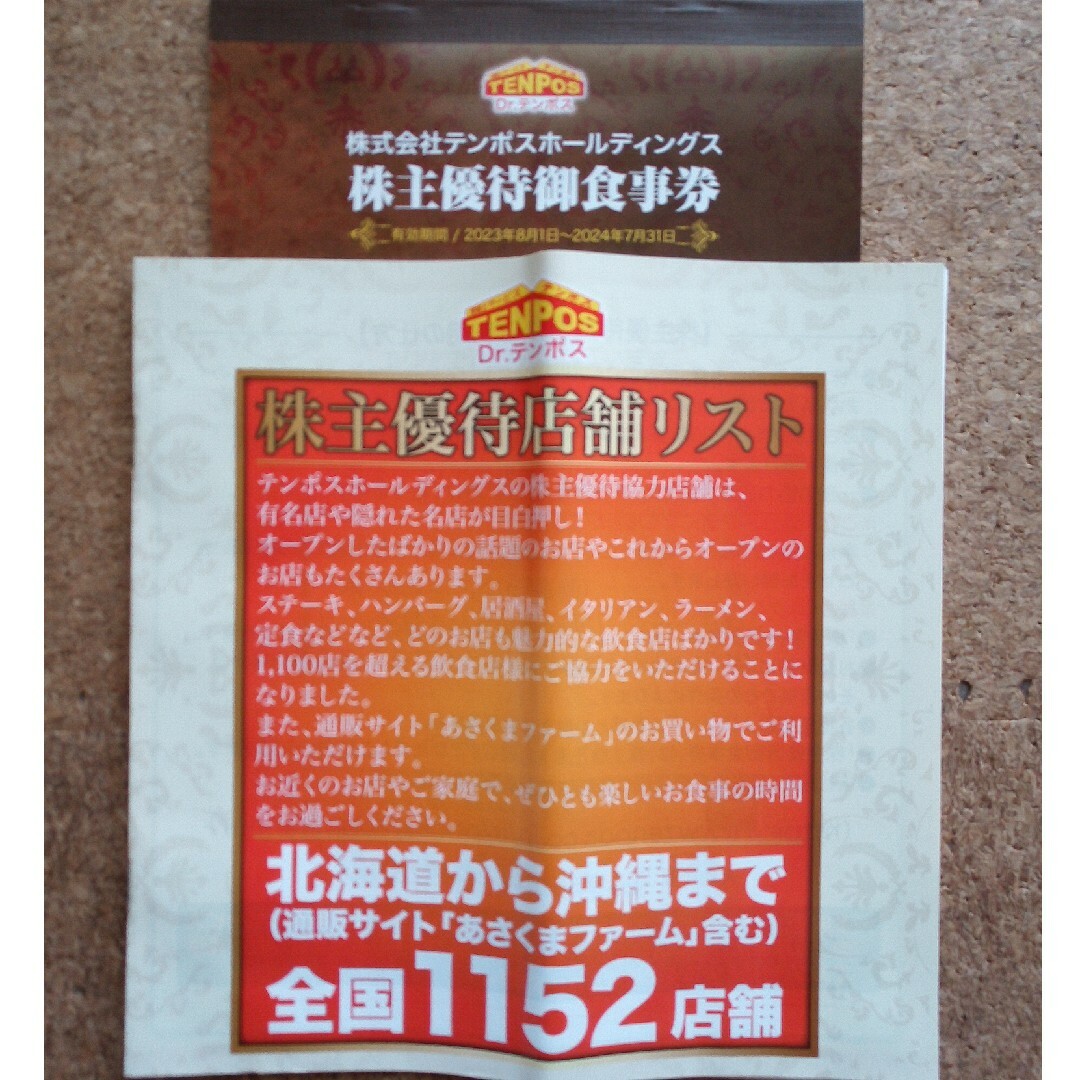 TENPOS
Dr.テンポス
株式会社テンポスホールディングス
株主優待御食事券
有効期間 / 2023年8月1日~2024年7月31日
TENPOS
Dr.テンポス
株主優待店舗リスト
テンポスホールディングスの株主優待協力店舗は、
有名店や隠れた名店が目白押し!
オープンしたばかりの話題のお店やこれからオープンの
お店もたくさんあります。
ステーキ、ハンバーグ、居酒屋、イタリアン、ラーメン、
定食などなど、どのお店も魅力的な飲食店ばかりです!
1,100店を超える飲食店様にご協力をいただけることに
なりました。
また、通販サイト「あさくまファーム」のお買い物でご利
用いただけます。
お近くのお店やご家庭で、ぜひとも楽しいお食事の時間
をお過ごしください。
北海道から沖縄まで
(通販サイト「あさくまファーム」含む)
全国1152店舗